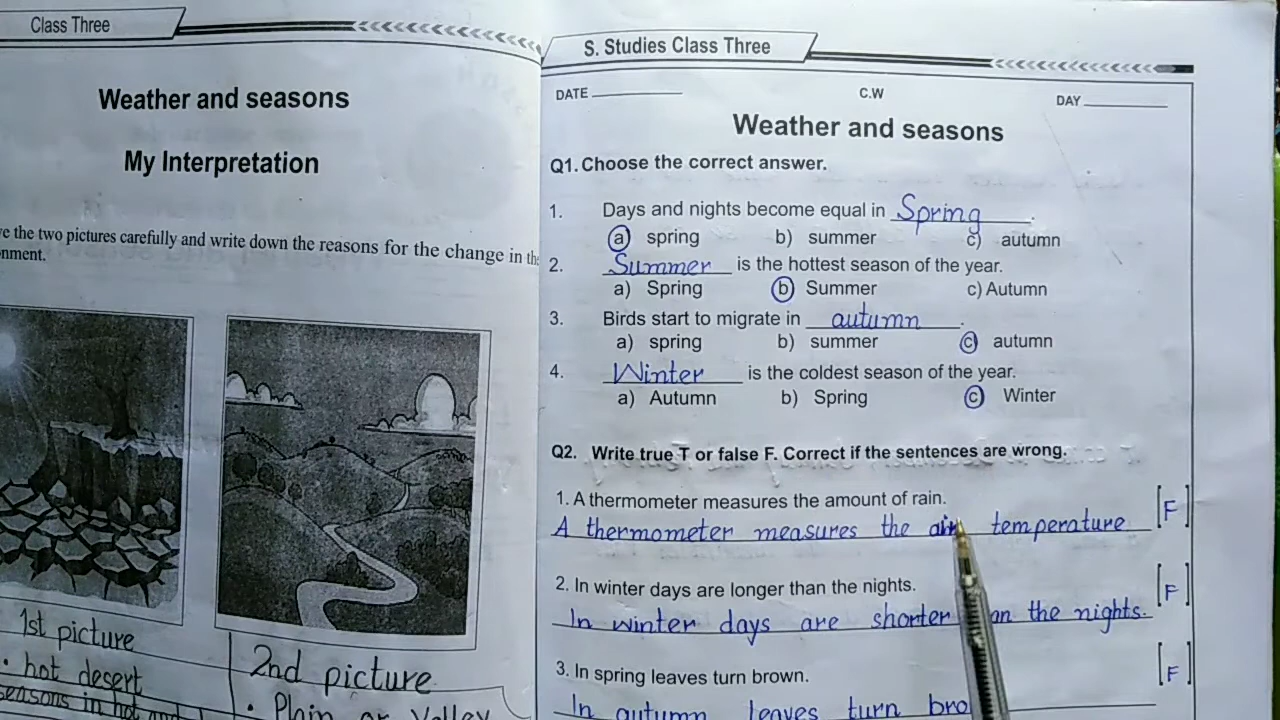 Class Three
Weather and seasons
My Interpretation
the two pictures carefully and write down the reasons for the change in
1st picture
• hot desert
seasons in hot and
2nd picture
• Plain or Valley
S. Studies Class Three
DATE C.W DAY
Weather and seasons
Q1. Choose the correct answer.
1. Days and nights become equal in Spring.
a) spring b) summer c) autumn
2. Summer is the hottest season of the year.
a) Spring b) Summer c) Autumn
3. Birds start to migrate in autumn.
a) spring b) summer c) autumn
4. Winter is the coldest season of the year.
a) Autumn b) Spring c) Winter
Q2. Write true T or false F. Correct if the sentences are wrong.
1. A thermometer measures the amount of rain. [F]
A thermometer measures the air temperature
2. In winter days are longer than the nights. [F]
In winter days are shorter the nights.
3. In spring leaves turn brown. [F]
In autumn leaves turn